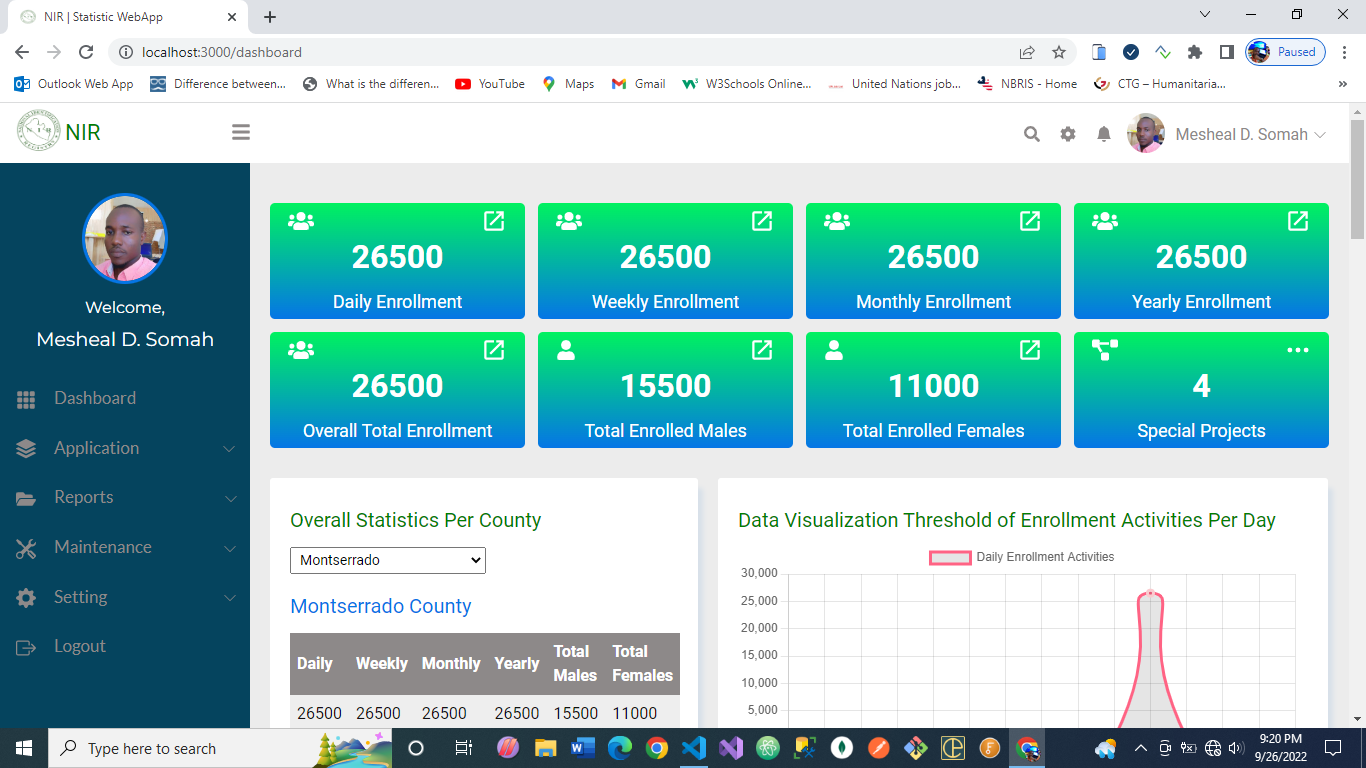 NIR | Statistic WebApp
localhost:3000/dashboard
Paused
Outlook Web App
Difference between...
What is the differen...
YouTube
Maps
Gmail
W3Schools Online...
United Nations job...
NBRIS - Home
CTG – Humanitaria...
NIR
Mesheal D. Somah
Welcome,
Mesheal D. Somah
Dashboard
Application
Reports
Maintenance
Setting
Logout
26500
Daily Enrollment
26500
Weekly Enrollment
26500
Monthly Enrollment
26500
Yearly Enrollment
26500
Overall Total Enrollment
15500
Total Enrolled Males
11000
Total Enrolled Females
4
Special Projects
Overall Statistics Per County
Montserrado
Montserrado County
Daily Weekly Monthly Yearly Total Males Total Females
26500 26500 26500 26500 15500 11000
Data Visualization Threshold of Enrollment Activities Per Day
Daily Enrollment Activities
30,000
25,000
20,000
15,000
10,000
5,000
Type here to search
9:20 PM
9/26/2022